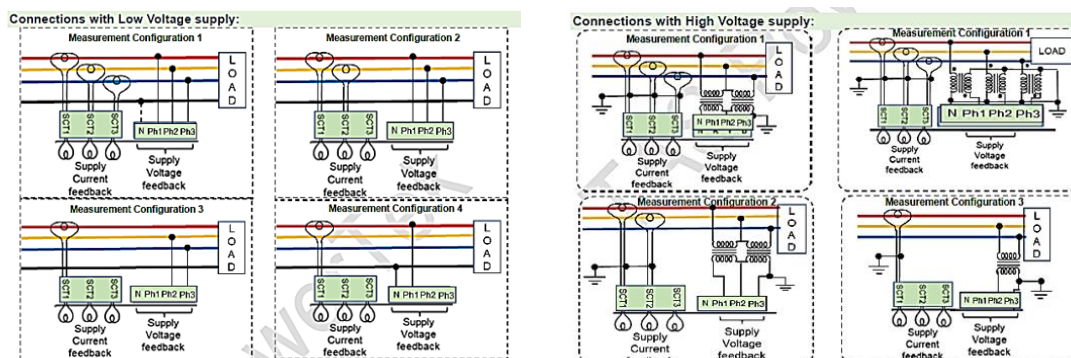 Connections with Low Voltage supply:
Measurement Configuration 1
L
O
A
D
SCT1
SCT2
SCT3
N Ph1 Ph2 Ph3
Supply
Current
feedback
Supply
Voltage
feedback
Measurement Configuration 2
L
O
A
D
SCT1
SCT2
SCT3
N Ph1 Ph2 Ph3
Supply
Current
feedback
Supply
Voltage
feedback
Measurement Configuration 3
L
O
A
D
SCT1
SCT2
SCT3
N Ph1 Ph2 Ph3
Supply
Current
feedback
Supply
Voltage
feedback
Measurement Configuration 4
L
O
A
D
SCT1
SCT2
SCT3
N Ph1 Ph2 Ph3
Supply
Current
feedback
Supply
Voltage
feedback
Connections with High Voltage supply:
Measurement Configuration 1
L
O
A
D
SCT1
SCT2
SCT3
N Ph1 Ph2 Ph3
Supply
Current
feedback
Supply
Voltage
feedback
Measurement Configuration 1
LOAD
SCT1
SCT2
SCT3
N Ph1 Ph2 Ph3
Supply
Current
feedback
Supply
Voltage
feedback
Measurement Configuration 2
L
O
A
D
SCT1
SCT2
SCT3
N Ph1 Ph2 Ph3
Supply
Current
feedback
Supply
Voltage
feedback
Measurement Configuration 3
L
O
A
D
SCT1
SCT2
SCT3
N Ph1 Ph2 Ph3
Supply
Current
feedback
Supply
Voltage
feedback